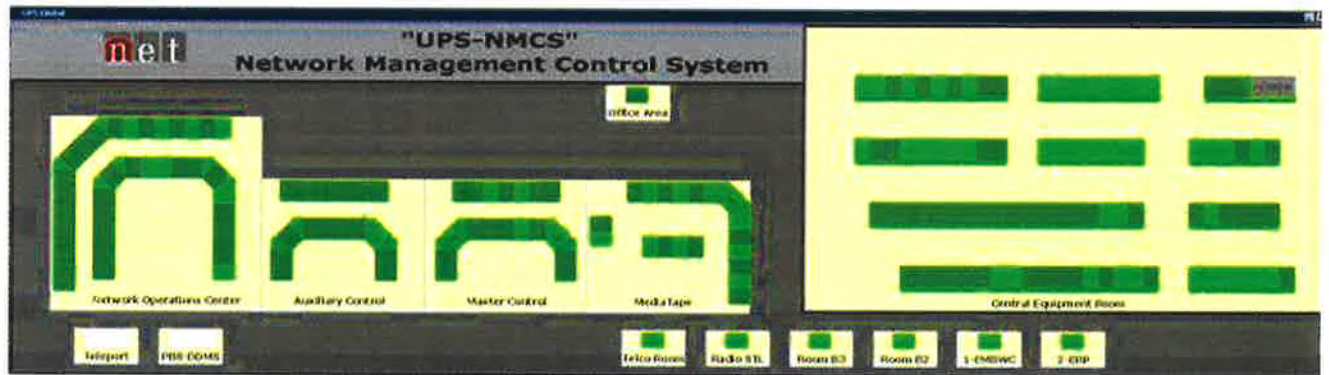 net
"UPS-NMCS"
Network Management Control System
Office Area
Network Operations Center
Auxiliary Control
Master Control
MediaTape
Central Equipment Room
Teleport
PBS DDMS
Telco Room
Radio STL
Room B3
Room B2
1-EMBWC
2-ERP